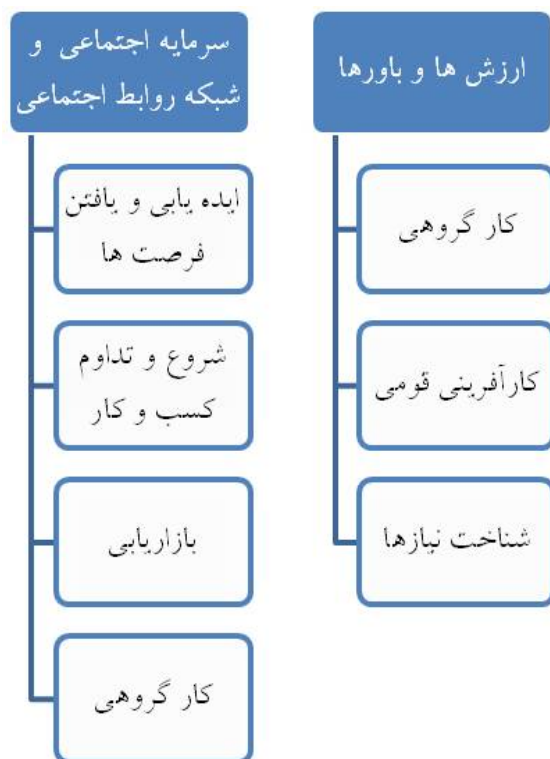 ارزش ها و باورها
کار گروهی
کارآفرینی قومی
شناخت نیازها
سرمایه اجتماعی و
شبکه روابط اجتماعی
ایده یابی و یافتن
فرصت ها
شروع و تداوم
کسب و کار
بازاریابی
کار گروهی